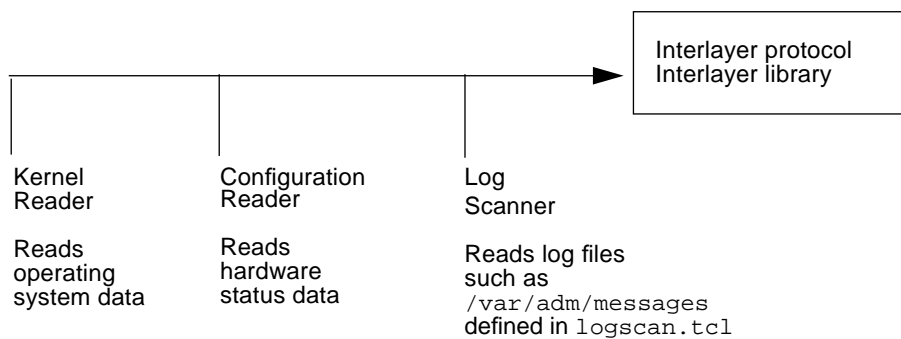 Interlayer protocol
Interlayer library
Kernel
Reader
Reads
operating
system data
Configuration
Reader
Reads
hardware
status data
Log
Scanner
Reads log files
such as
/var/adm/messages
defined in logscan.tcl